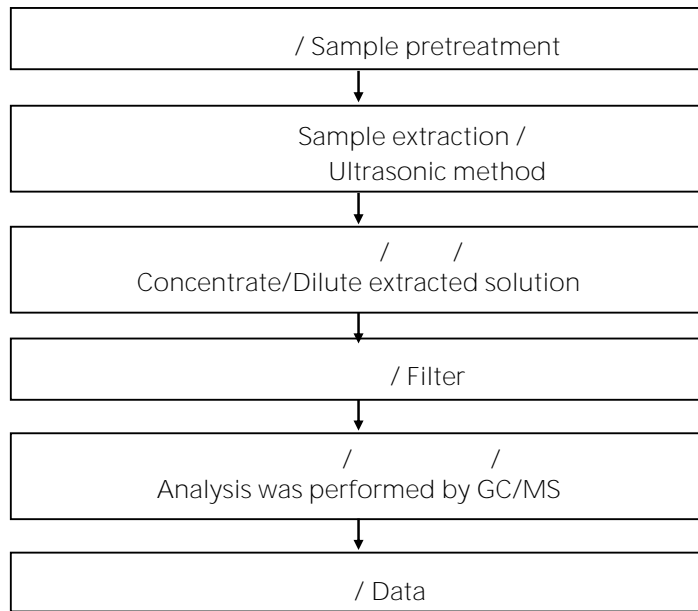 / Sample pretreatment
Sample extraction /
Ultrasonic method
/ /
Concentrate/Dilute extracted solution
/ Filter
/ /
Analysis was performed by GC/MS
/ Data